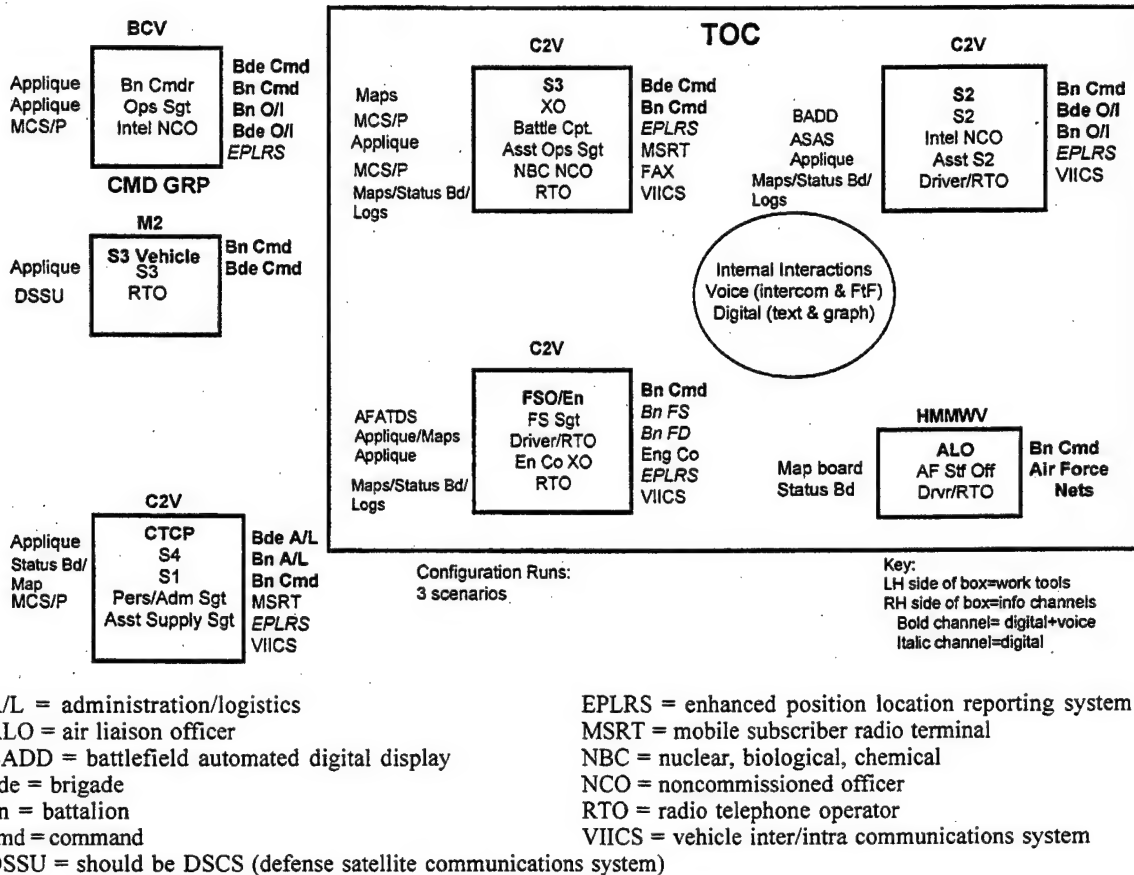 BCV
Applique
Applique
MCS/P
Bn Cmdr
Ops Sgt
Intel NCO
Bde Cmd
Bn Cmd
Bn O/I
Bde O/I
EPLRS
CMD GRP
M2
Applique
DSSU
S3 Vehicle
S3
RTO
Bn Cmd
Bde Cmd
C2V
Applique
Status Bd/
Map
MCS/P
CTCP
S4
S1
Pers/Adm Sgt
Asst Supply Sgt
Bde A/L
Bn A/L
Bn Cmd
MSRT
EPLRS
VIICS
TOC
C2V
Maps
MCS/P
Applique
MCS/P
Maps/Status Bd/
Logs
S3
XO
Battle Cpt.
Asst Ops Sgt
NBC NCO
RTO
Bde Cmd
Bn Cmd
EPLRS
MSRT
FAX
VIICS
C2V
BADD
ASAS
Applique
Maps/Status Bd/
Logs
S2
S2
Intel NCO
Asst S2
Driver/RTO
Bn Cmd
Bde O/I
Bn O/I
EPLRS
VIICS
Internal Interactions
Voice (intercom & FtF)
Digital (text & graph)
C2V
AFATDS
Applique/Maps
Applique
Maps/Status Bd/
Logs
FSO/En
FS Sgt
Driver/RTO
En Co XO
RTO
Bn Cmd
Bn FS
Bn FD
Eng Co
EPLRS
VIICS
HMMWV
Map board
Status Bd
ALO
AF Stf Off
Drvr/RTO
Bn Cmd
Air Force
Nets
Configuration Runs:
3 scenarios
Key:
LH side of box=work tools
RH side of box=info channels
Bold channel= digital+voice
Italic channel=digital
/L = administration/logistics
LO = air liaison officer
ADD = battlefield automated digital display
de = brigade
n = battalion
md = command
SSU = should be DSCS (defense satellite communications system)
EPLRS = enhanced position location reporting system
MSRT = mobile subscriber radio terminal
NBC = nuclear, biological, chemical
NCO = noncommissioned officer
RTO = radio telephone operator
VIICS = vehicle inter/intra communications system